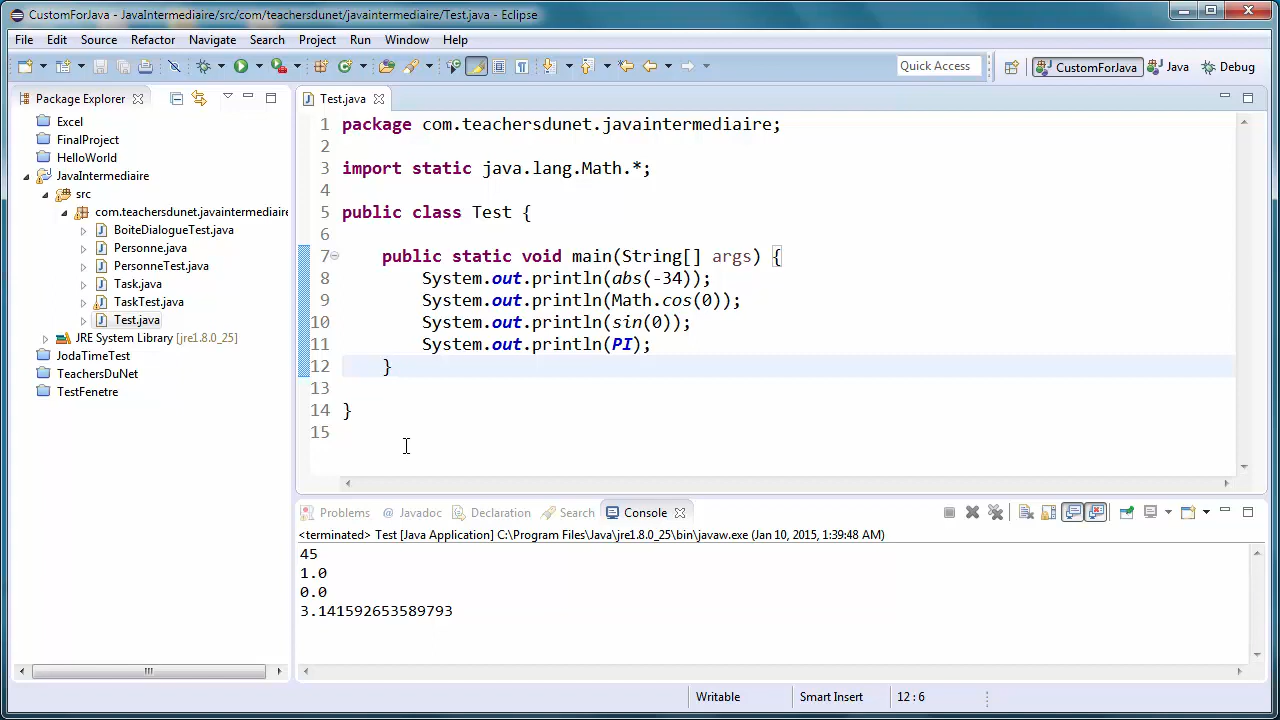 CustomForJava - JavaIntermediaire/src/com/teachersdunet/javaintermediaire/Test.java - Eclipse
File Edit Source Refactor Navigate Search Project Run Window Help
Quick Access CustomForJava Java Debug
Package Explorer
Excel
FinalProject
HelloWorld
JavaIntermediaire
src
com.teachersdunet.javaintermediaire
BoiteDialogueTest.java
Personne.java
PersonneTest.java
Task.java
TaskTest.java
Test.java
JRE System Library [jre1.8.0_25]
JodaTimeTest
TeachersDuNet
TestFenetre
Test.java
1 package com.teachersdunet.javaintermediaire;
2
3 import static java.lang.Math.*;
4
5 public class Test {
6
7 public static void main(String[] args) {
8 System.out.println(abs(-34));
9 System.out.println(Math.cos(0));
10 System.out.println(sin(0));
11 System.out.println(PI);
12 }
13
14 }
15
Problems Javadoc Declaration Search Console
<terminated> Test [Java Application] C:\Program Files\Java\jre1.8.0_25\bin\javaw.exe (Jan 10, 2015, 1:39:48 AM)
45
1.0
0.0
3.141592653589793
Writable Smart Insert 12 : 6